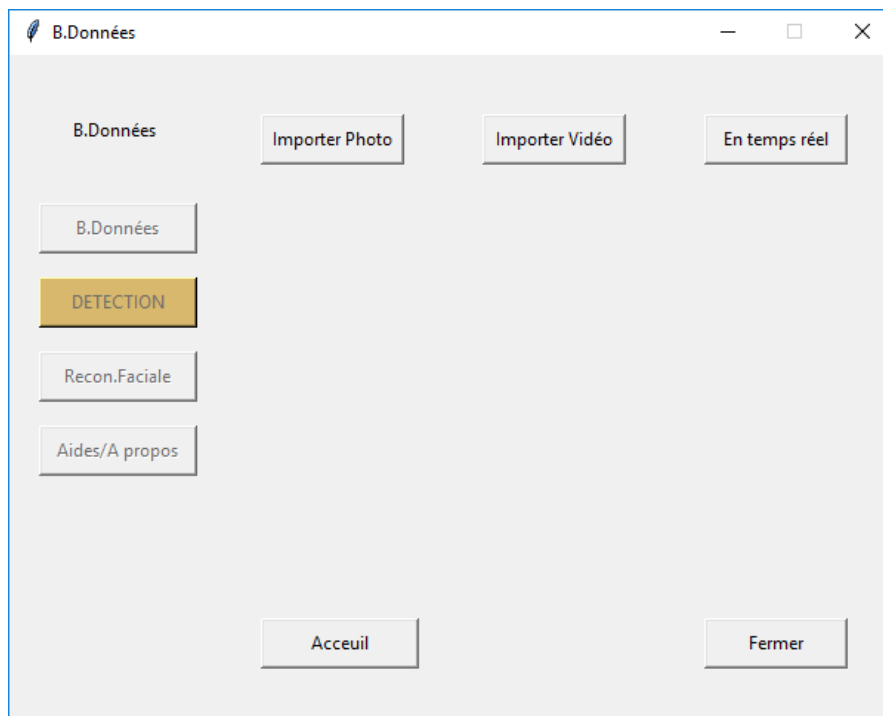 B.Données
B.Données
Importer Photo
Importer Vidéo
En temps réel
B.Données
DETECTION
Recon.Faciale
Aides/A propos
Acceuil
Fermer